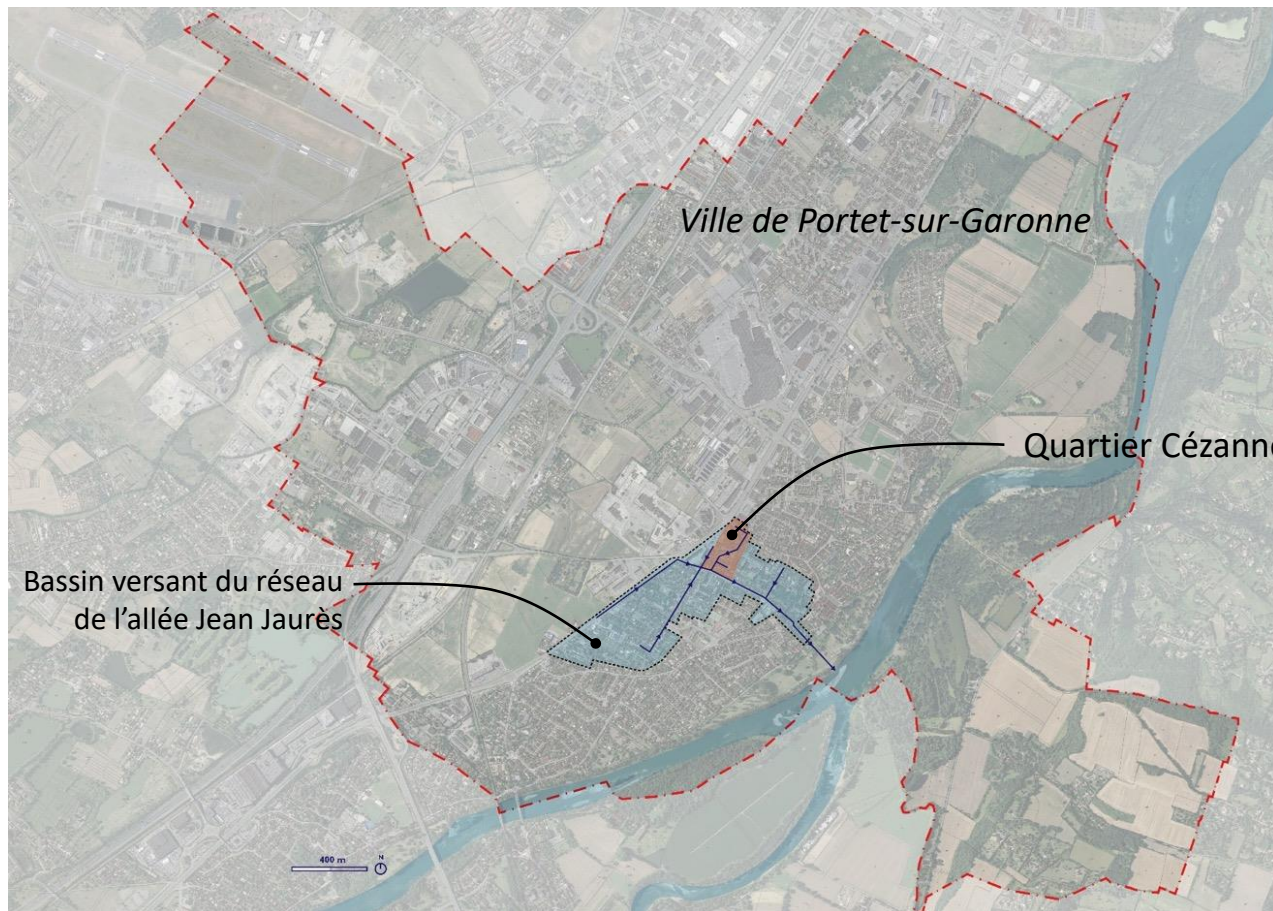 Ville de Portet-sur-Garonne
Quartier Cézanne
Bassin versant du réseau
de l’allée Jean Jaurès
400 m
N